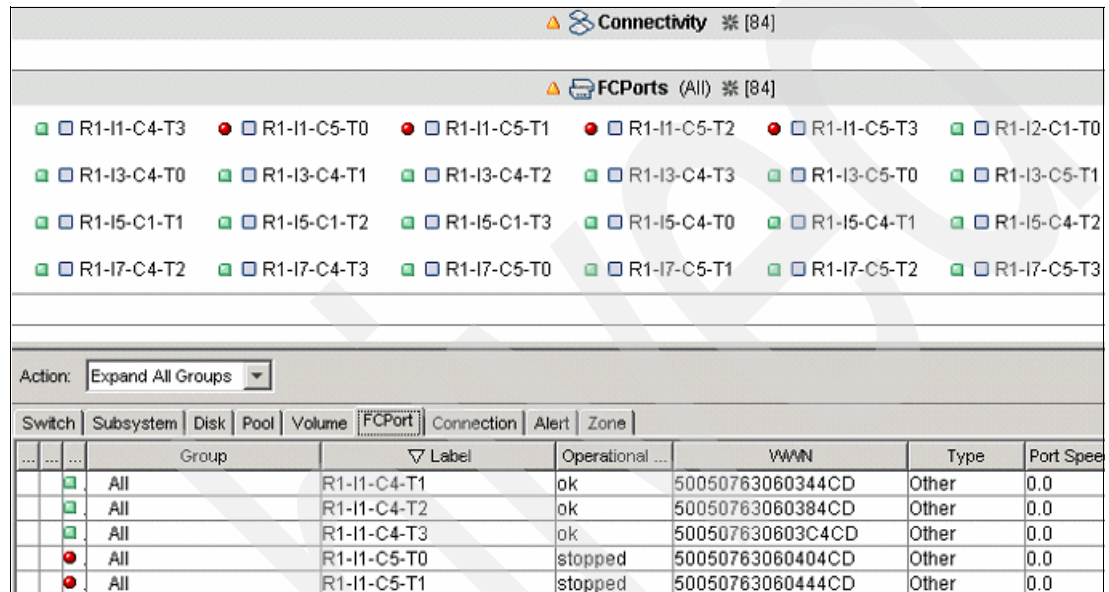 Connectivity [84]
FCPorts (All) [84]
R1-I1-C4-T3 R1-I1-C5-T0 R1-I1-C5-T1 R1-I1-C5-T2 R1-I1-C5-T3 R1-I2-C1-T0
R1-I3-C4-T0 R1-I3-C4-T1 R1-I3-C4-T2 R1-I3-C4-T3 R1-I3-C5-T0 R1-I3-C5-T1
R1-I5-C1-T1 R1-I5-C1-T2 R1-I5-C1-T3 R1-I5-C4-T0 R1-I5-C4-T1 R1-I5-C4-T2
R1-I7-C4-T2 R1-I7-C4-T3 R1-I7-C5-T0 R1-I7-C5-T1 R1-I7-C5-T2 R1-I7-C5-T3
Action: Expand All Groups
Switch Subsystem Disk Pool Volume FCPort Connection Alert Zone
... ... ... Group Label Operational ... WWN Type Port Spee
All R1-I1-C4-T1 ok 50050763060344CD Other 0.0
All R1-I1-C4-T2 ok 50050763060384CD Other 0.0
All R1-I1-C4-T3 ok 500507630603C4CD Other 0.0
All R1-I1-C5-T0 stopped 50050763060404CD Other 0.0
All R1-I1-C5-T1 stopped 50050763060444CD Other 0.0